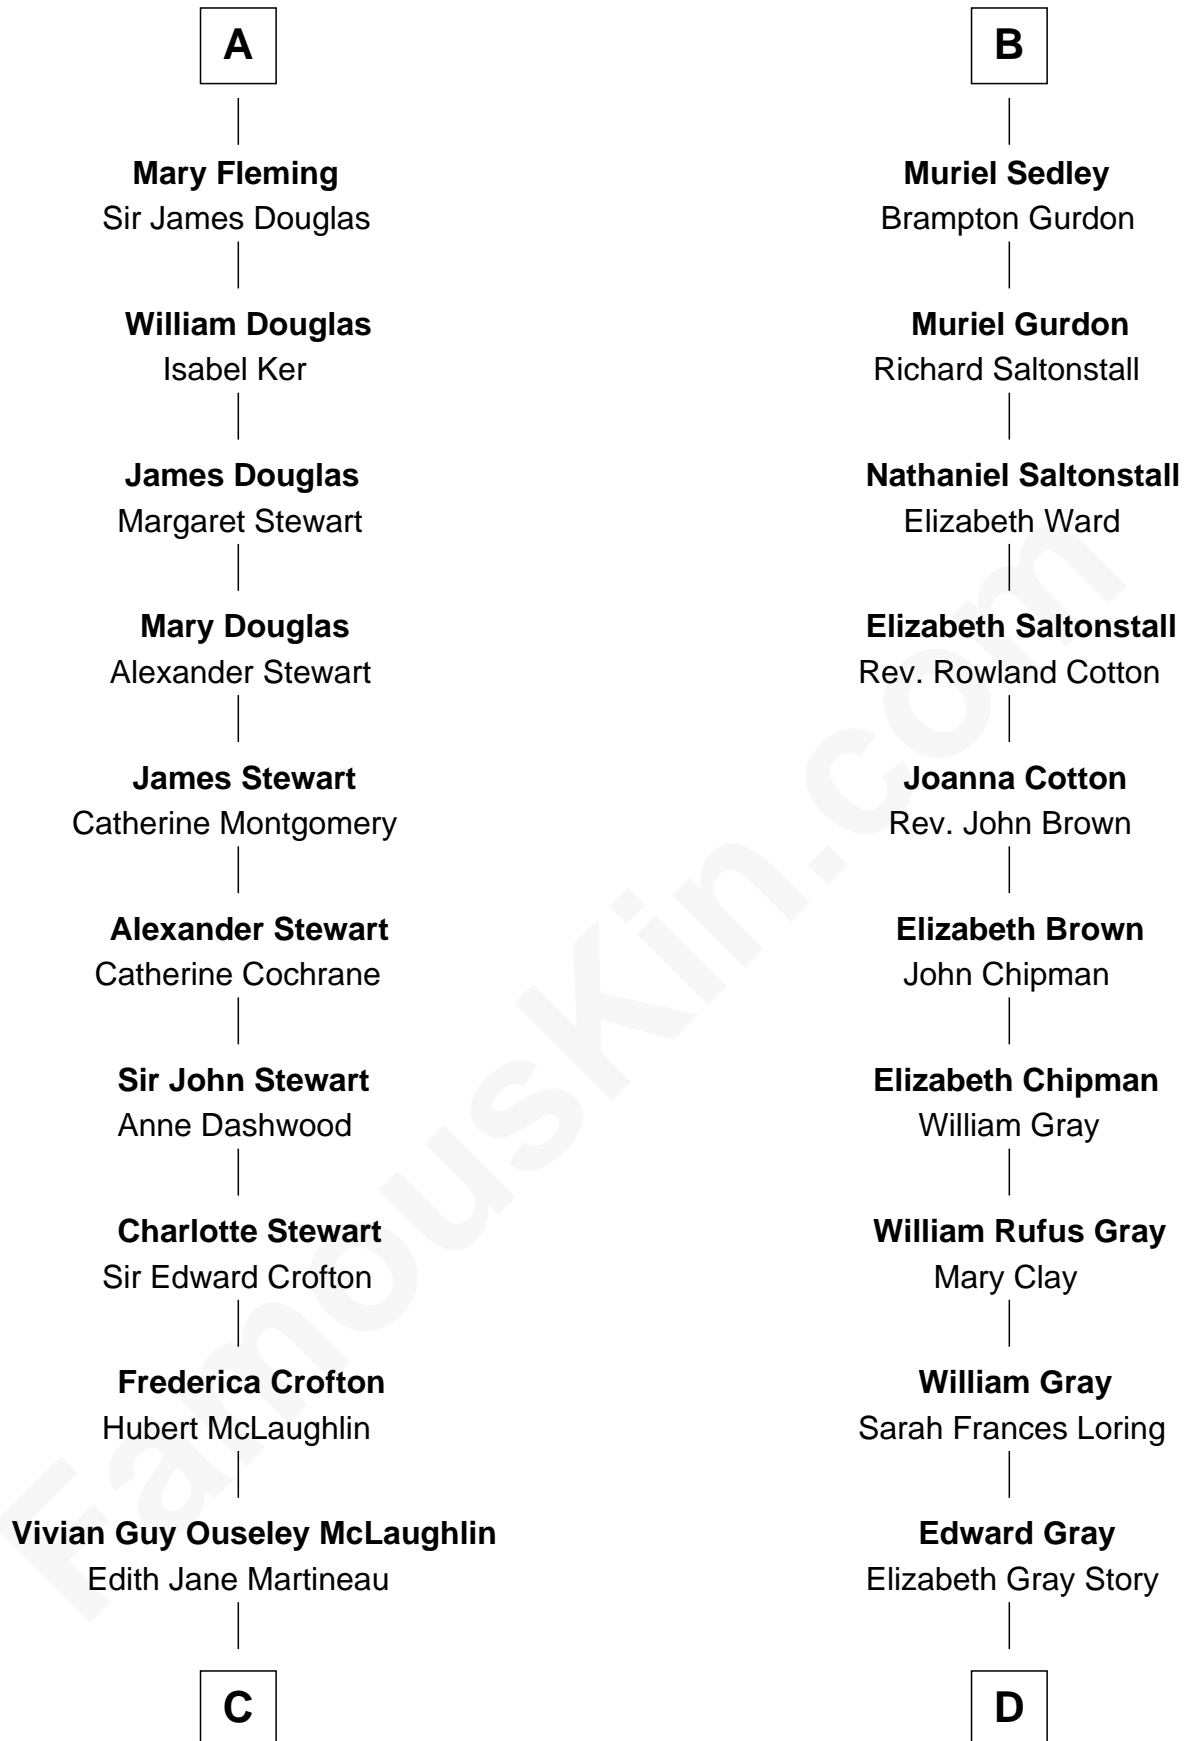 A
Mary Fleming
Sir James Douglas
William Douglas
Isabel Ker
James Douglas
Margaret Stewart
Mary Douglas
Alexander Stewart
James Stewart
Catherine Montgomery
Alexander Stewart
Catherine Cochrane
Sir John Stewart
Anne Dashwood
Charlotte Stewart
Sir Edward Crofton
Frederica Crofton
Hubert McLaughlin
Vivian Guy Ouseley McLaughlin
Edith Jane Martineau
C
B
Muriel Sedley
Brampton Gurdon
Muriel Gurdon
Richard Saltonstall
Nathaniel Saltonstall
Elizabeth Ward
Elizabeth Saltonstall
Rev. Rowland Cotton
Joanna Cotton
Rev. John Brown
Elizabeth Brown
John Chipman
Elizabeth Chipman
William Gray
William Rufus Gray
Mary Clay
William Gray
Sarah Frances Loring
Edward Gray
Elizabeth Gray Story
D
FamousKin.com